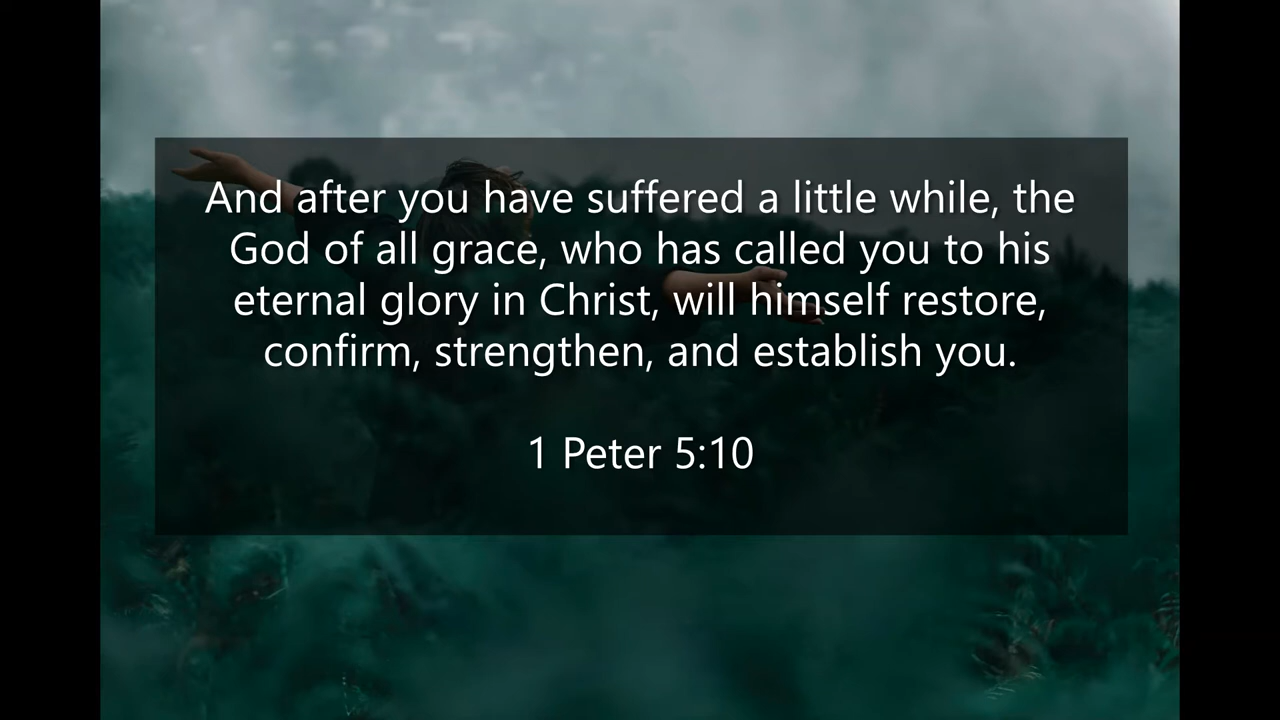 And after you have suffered a little while, the
God of all grace, who has called you to his
eternal glory in Christ, will himself restore,
confirm, strengthen, and establish you.
1 Peter 5:10